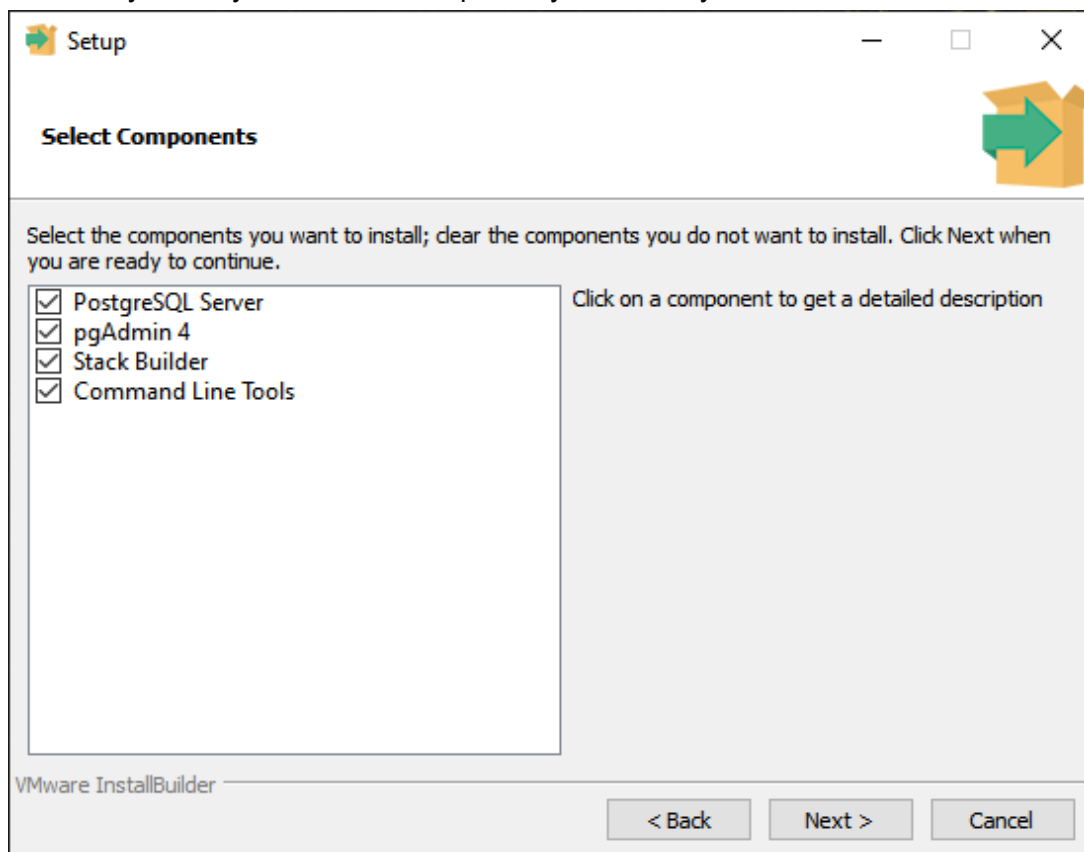 Setup
Select Components
Select the components you want to install; clear the components you do not want to install. Click Next when
you are ready to continue.
PostgreSQL Server
Click on a component to get a detailed description
pgAdmin 4
Stack Builder
Command Line Tools
VMware InstallBuilder
< Back
Next >
Cancel